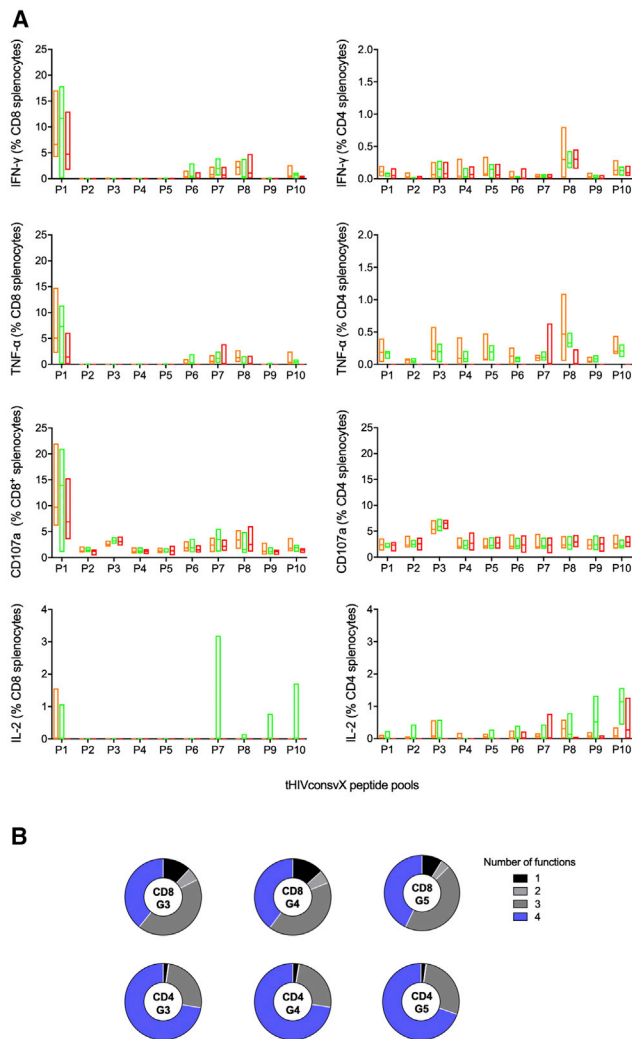 A
IFN-γ (% CD8 splenocytes)
25
20
15
10
5
0
P1 P2 P3 P4 P5 P6 P7 P8 P9 P10
IFN-γ (% CD4 splenocytes)
2.0
1.5
1.0
0.5
0.0
P1 P2 P3 P4 P5 P6 P7 P8 P9 P10
TNF-α (% CD8 splenocytes)
25
20
15
10
5
0
P1 P2 P3 P4 P5 P6 P7 P8 P9 P10
TNF-α (% CD4 splenocytes)
2.0
1.5
1.0
0.5
0.0
P1 P2 P3 P4 P5 P6 P7 P8 P9 P10
CD107a (% CD8⁺ splenocytes)
25
20
15
10
5
0
P1 P2 P3 P4 P5 P6 P7 P8 P9 P10
CD107a (% CD4 splenocytes)
25
20
15
10
5
0
P1 P2 P3 P4 P5 P6 P7 P8 P9 P10
IL-2 (% CD8 splenocytes)
4
3
2
1
0
P1 P2 P3 P4 P5 P6 P7 P8 P9 P10
IL-2 (% CD4 splenocytes)
4
3
2
1
0
P1 P2 P3 P4 P5 P6 P7 P8 P9 P10
tHIVconsvX peptide pools
B
CD8
G3
CD8
G4
CD8
G5
Number of functions
1
2
3
4
CD4
G3
CD4
G4
CD4
G5